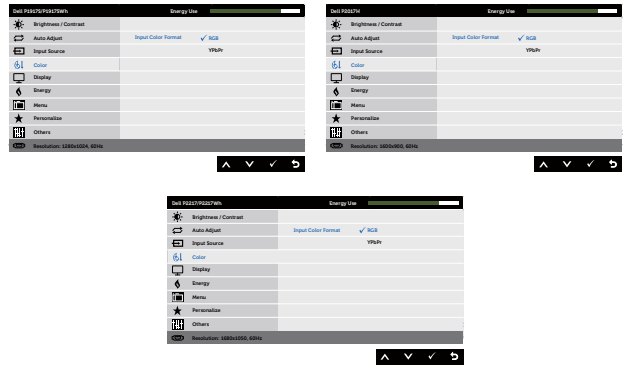 Dell P1917S/P1917SWh Energy Use
Brightness / Contrast
Auto Adjust Input Color Format ✓ RGB
Input Source YPbPr
Color
Display
Energy
Menu
Personalize
Others
Resolution: 1280x1024, 60Hz
Dell P2017H Energy Use
Brightness / Contrast
Auto Adjust Input Color Format ✓ RGB
Input Source YPbPr
Color
Display
Energy
Menu
Personalize
Others
Resolution: 1600x900, 60Hz
Dell P2217/P2217Wh Energy Use
Brightness / Contrast
Auto Adjust Input Color Format ✓ RGB
Input Source YPbPr
Color
Display
Energy
Menu
Personalize
Others
Resolution: 1680x1050, 60Hz